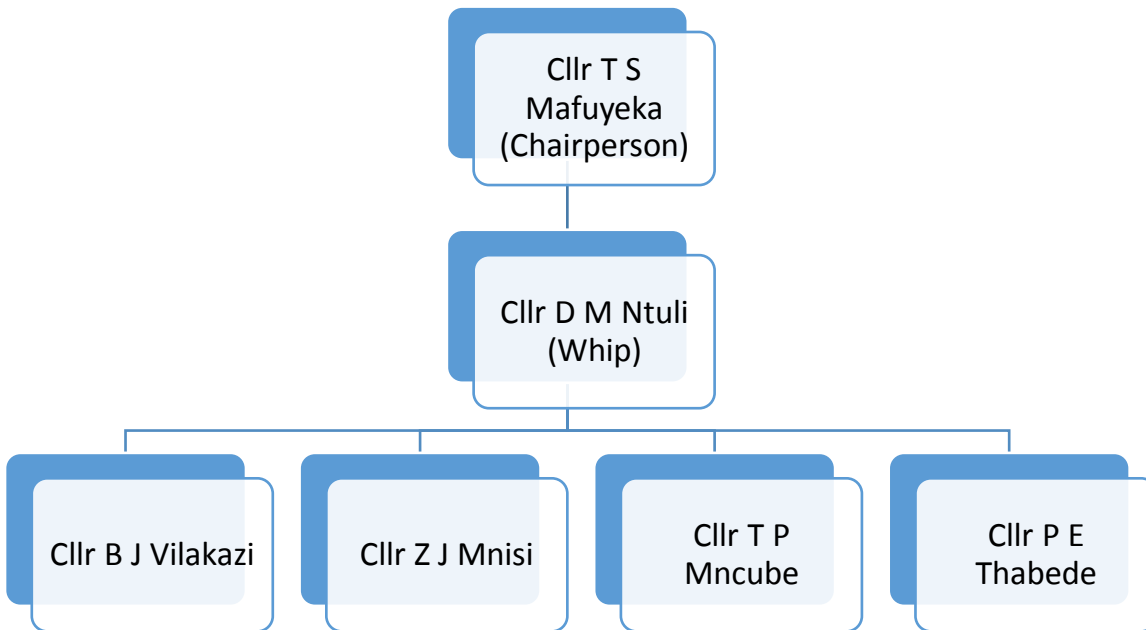 Cllr T S
Mafuyeka
(Chairperson)
Cllr D M Ntuli
(Whip)
Cllr B J Vilakazi
Cllr Z J Mnisi
Cllr T P
Mncube
Cllr P E
Thabede